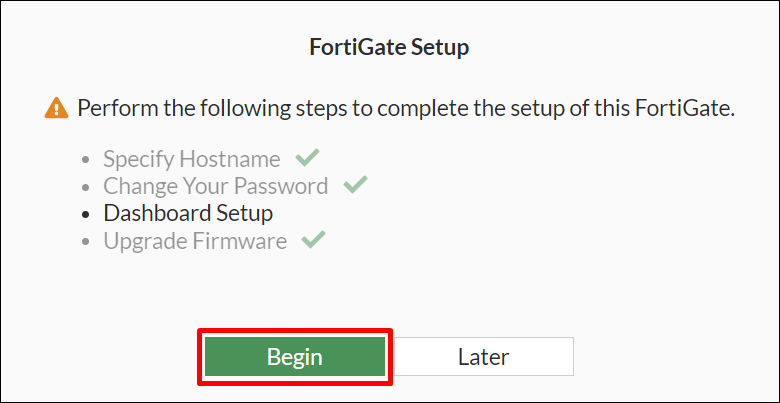 FortiGate Setup
Perform the following steps to complete the setup of this FortiGate.
Specify Hostname
Change Your Password
Dashboard Setup
Upgrade Firmware
Begin
Later